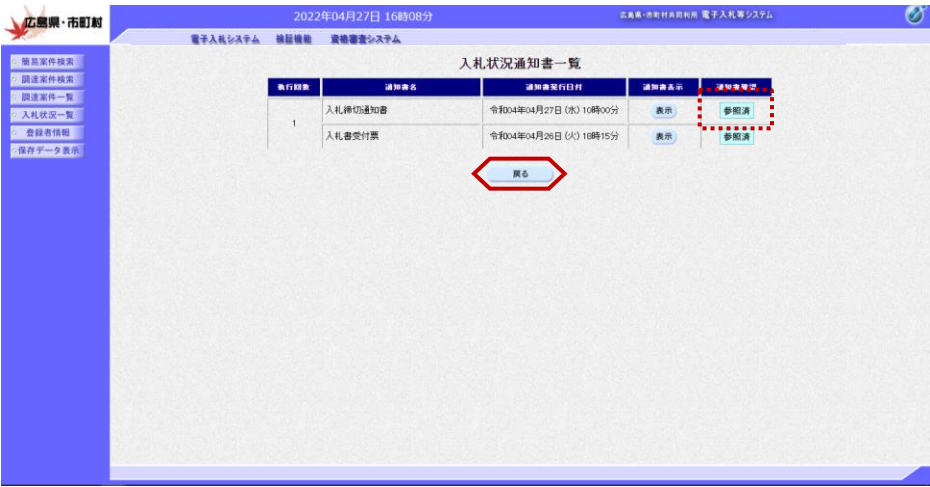 広島県・市町村
2022年04月27日 16時08分
広島県・市町村共同利用 電子入札等システム
電子入札システム 検証機能 資格審査システム
簡易案件検索
調達案件検索
調達案件一覧
入札状況一覧
登録者情報
保存データ表示
入札状況通知書一覧
執行回数 通知書名 通知書発行日付 通知書表示 通知書確認
1
入札締切通知書 令和04年04月27日 (水) 10時00分 表示 参照済
入札書受付票 令和04年04月26日 (火) 18時15分 表示 参照済
戻る